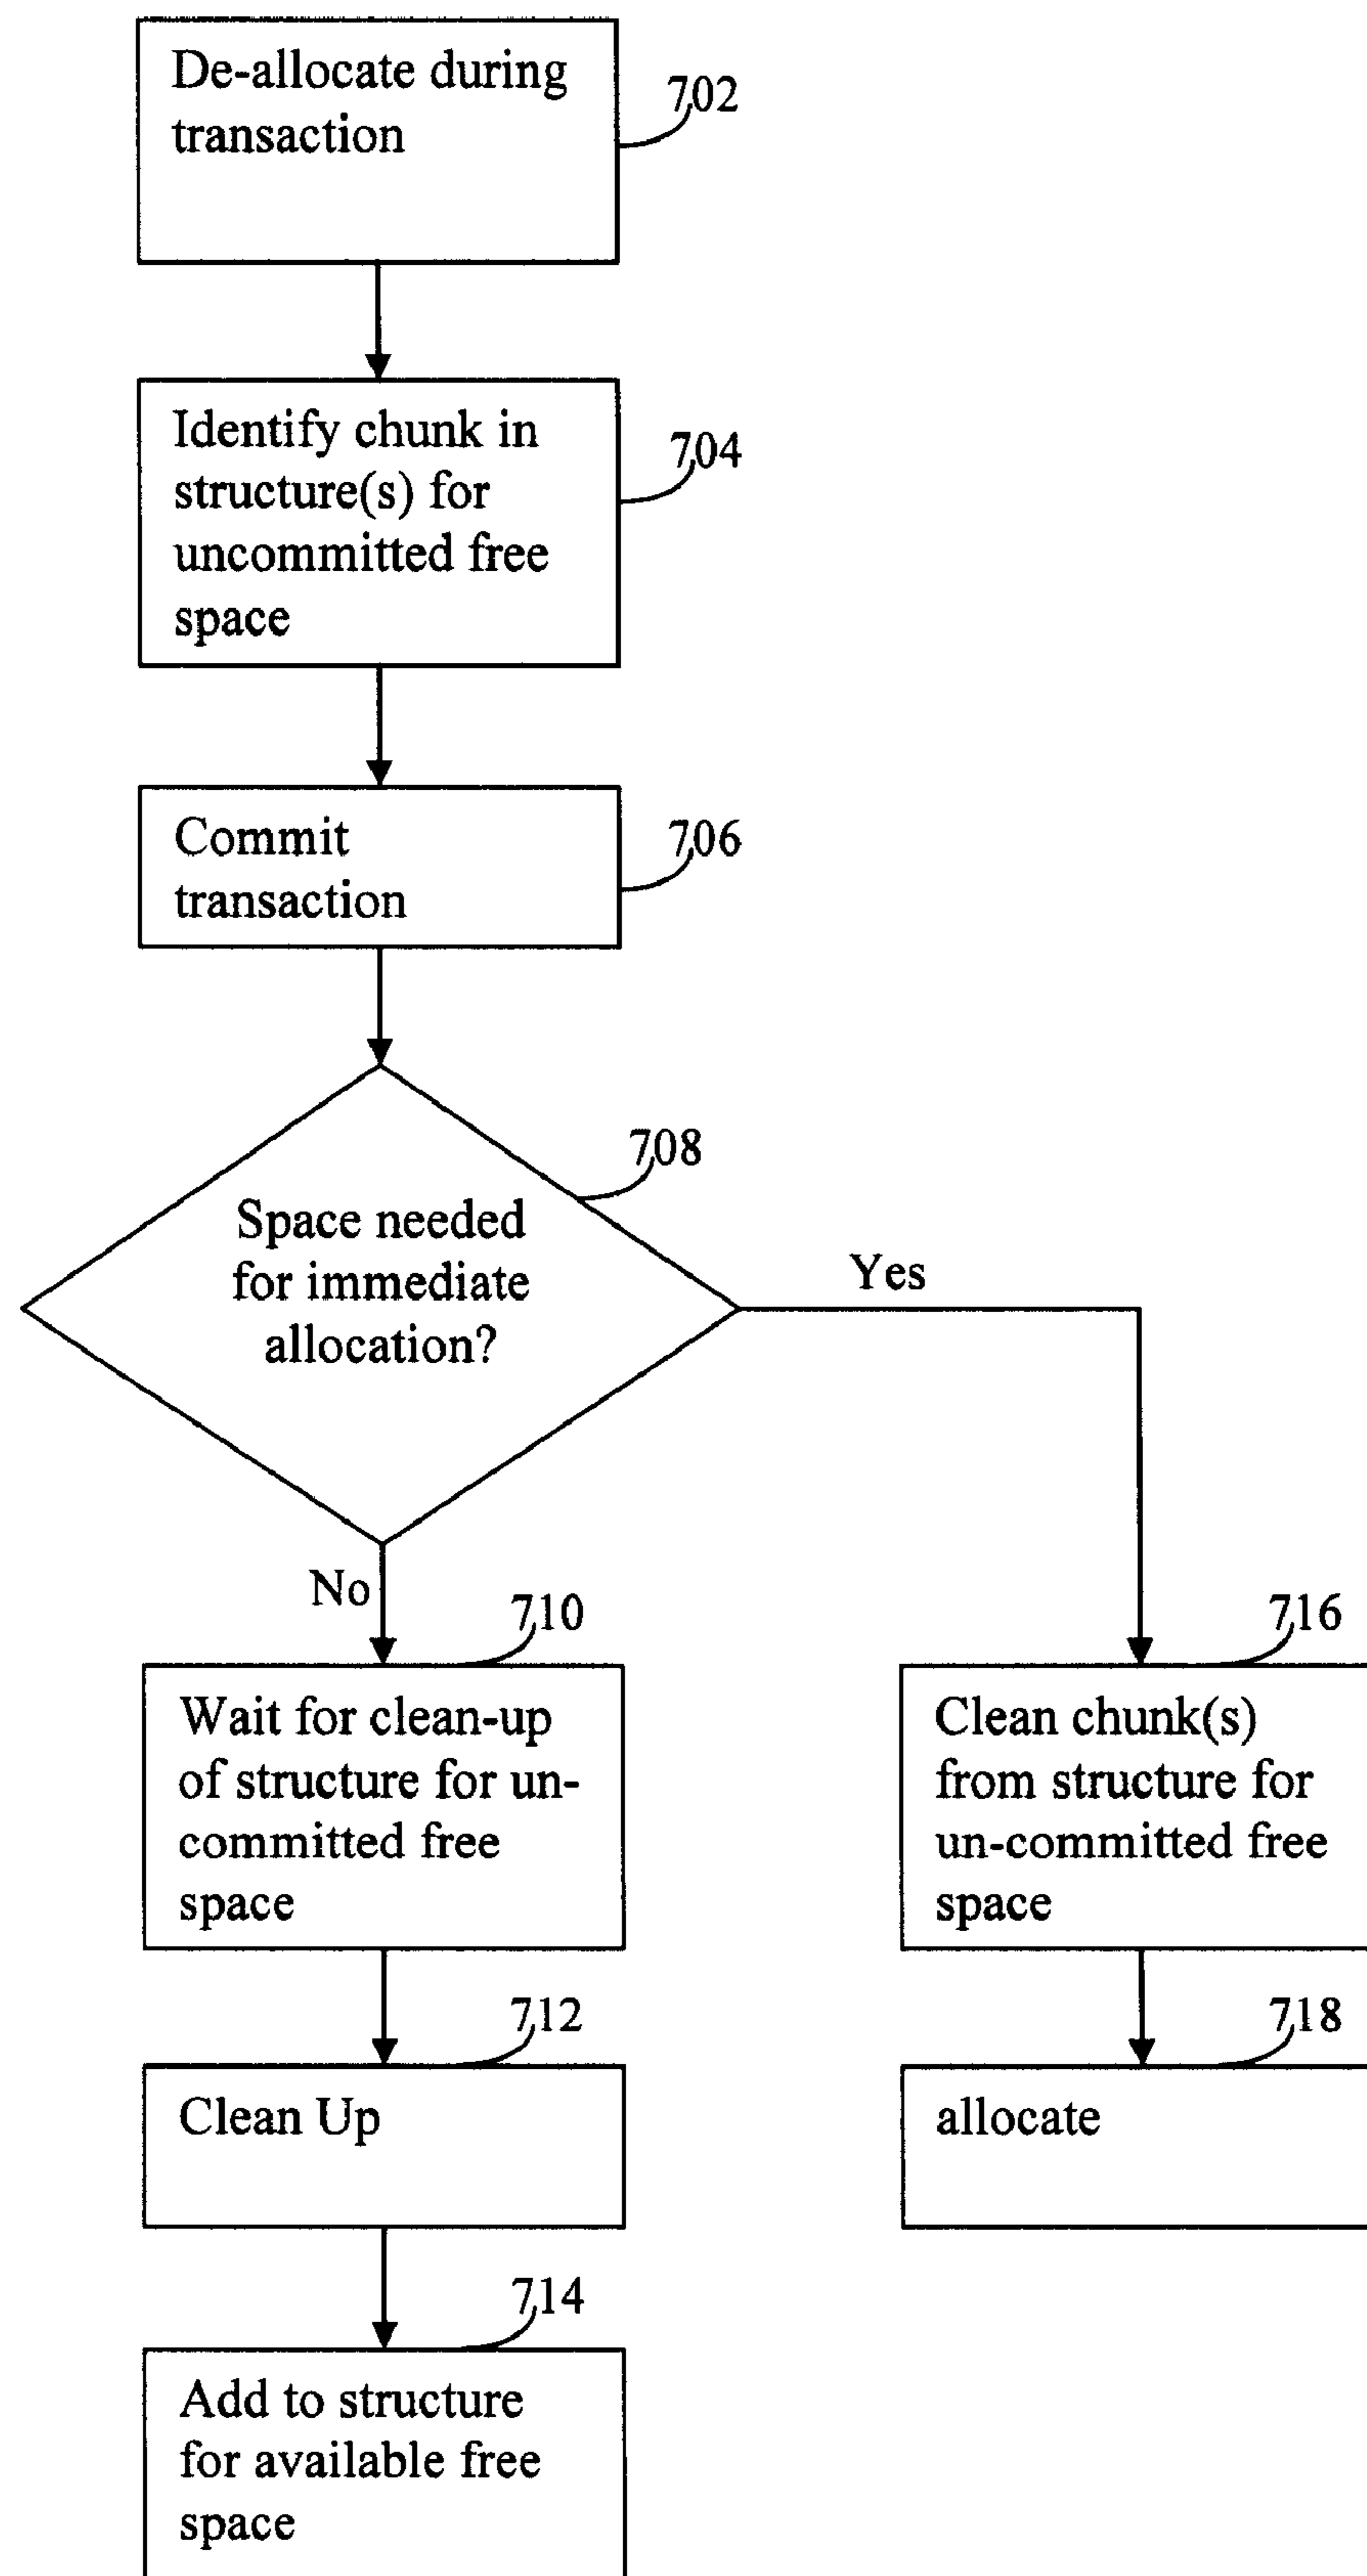 De-allocate during
transaction
702
Identify chunk in
structure(s) for
uncommitted free
space
704
Commit
transaction
706
708
Space needed
for immediate
allocation?
Yes
No
710
Wait for clean-up
of structure for un-
committed free
space
716
Clean chunk(s)
from structure for
un-committed free
space
712
Clean Up
718
allocate
714
Add to structure
for available free
space